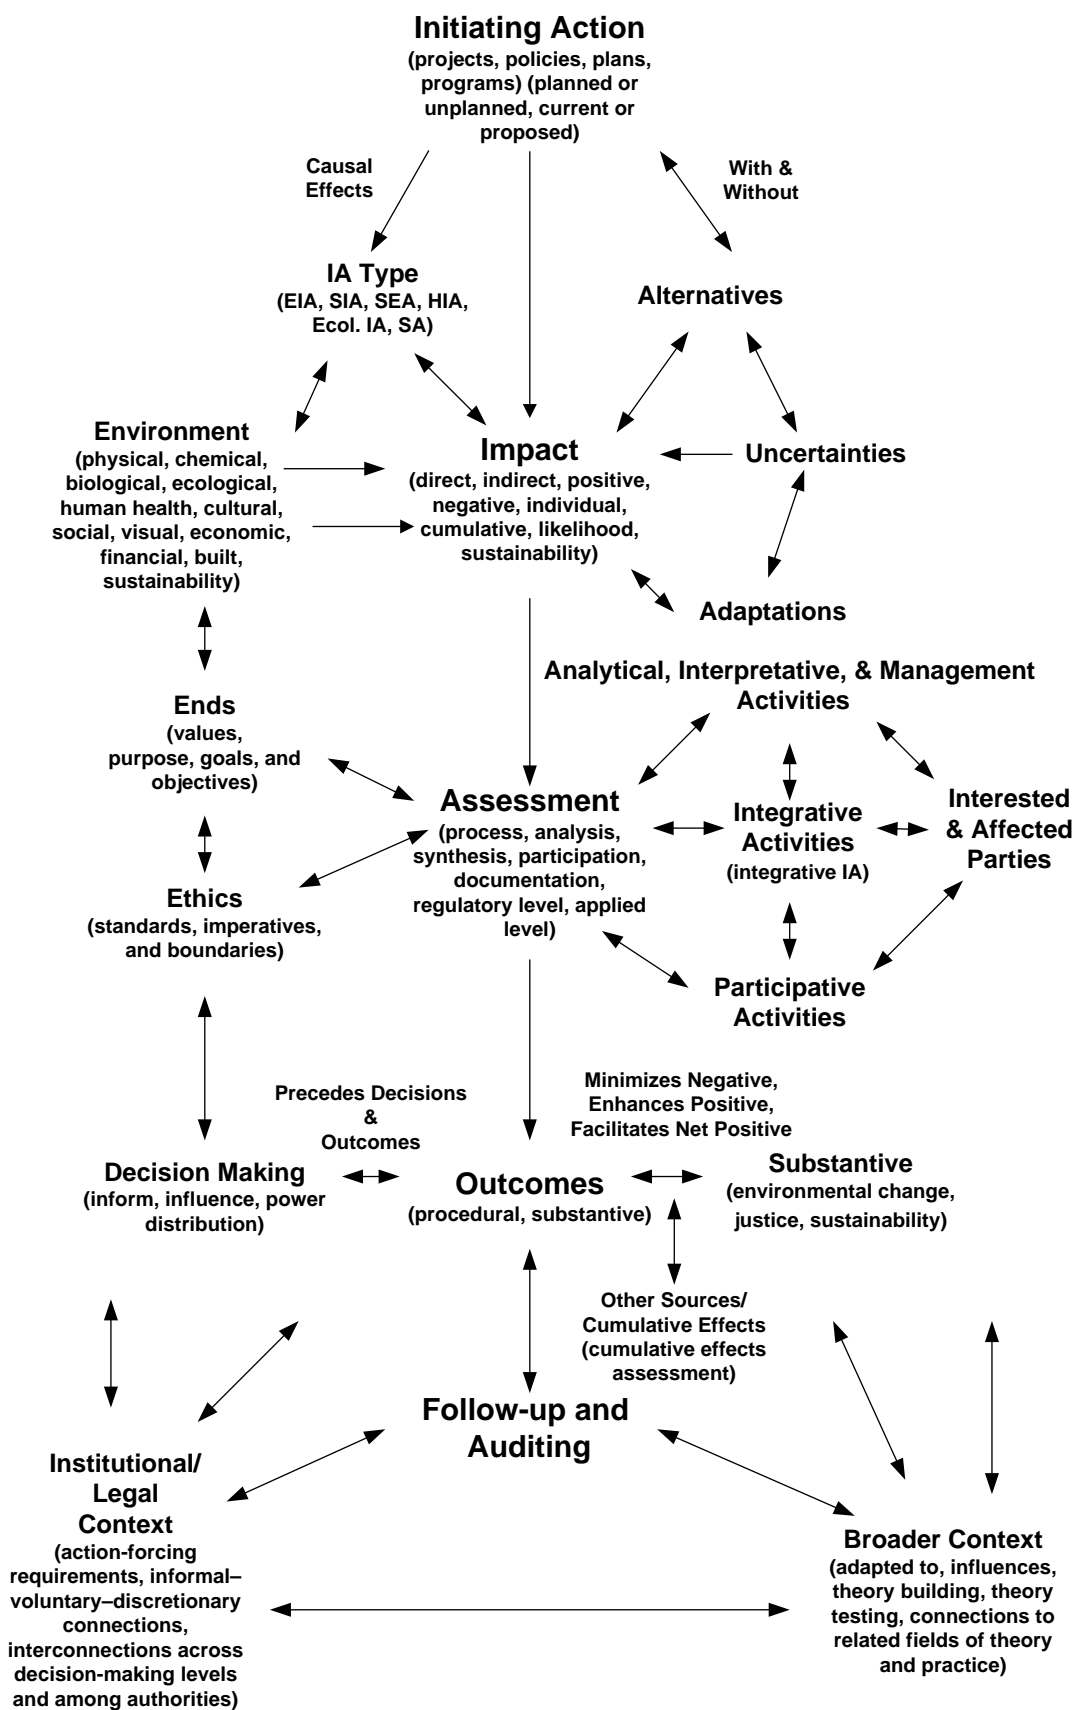 Initiating Action
(projects, policies, plans,
programs) (planned or
unplanned, current or
proposed)
Causal
Effects
With &
Without
IA Type
(EIA, SIA, SEA, HIA,
Ecol. IA, SA)
Alternatives
Environment
(physical, chemical,
biological, ecological,
human health, cultural,
social, visual, economic,
financial, built,
sustainability)
Impact
(direct, indirect, positive,
negative, individual,
cumulative, likelihood,
sustainability)
Uncertainties
Adaptations
Analytical, Interpretative, & Management
Activities
Ends
(values,
purpose, goals, and
objectives)
Assessment
(process, analysis,
synthesis, participation,
documentation,
regulatory level, applied
level)
Integrative
Activities
(integrative IA)
Interested
& Affected
Parties
Ethics
(standards, imperatives,
and boundaries)
Participative
Activities
Precedes Decisions
&
Outcomes
Minimizes Negative,
Enhances Positive,
Facilitates Net Positive
Decision Making
(inform, influence, power
distribution)
Outcomes
(procedural, substantive)
Substantive
(environmental change,
justice, sustainability)
Other Sources/
Cumulative Effects
(cumulative effects
assessment)
Follow-up and
Auditing
Institutional/
Legal
Context
(action-forcing
requirements, informal–
voluntary–discretionary
connections,
interconnections across
decision-making levels
and among authorities)
Broader Context
(adapted to, influences,
theory building, theory
testing, connections to
related fields of theory
and practice)